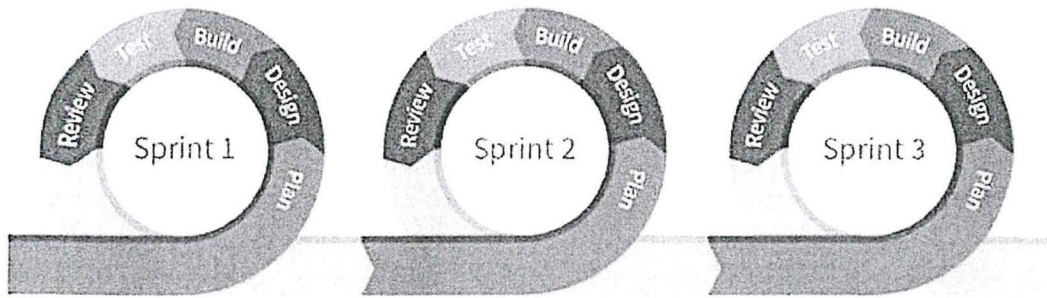 Test
Build
Review
Design
Sprint 1
Plan
Test
Build
Review
Design
Sprint 2
Plan
Test
Build
Review
Design
Sprint 3
Plan